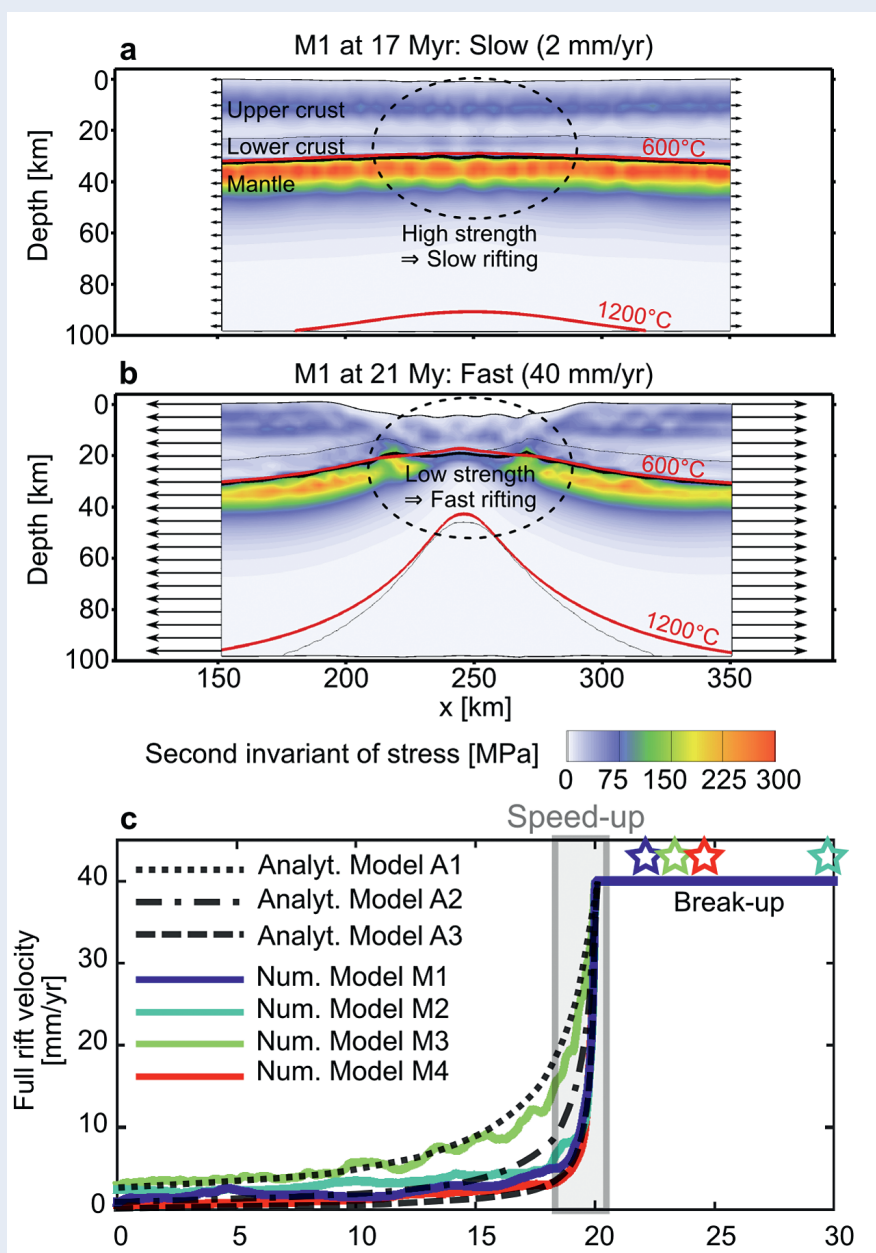 a
M1 at 17 Myr: Slow (2 mm/yr)
0
20
40
60
80
100
Depth [km]
Upper crust
Lower crust
Mantle
600°C
High strength
⇒ Slow rifting
1200°C
b
M1 at 21 My: Fast (40 mm/yr)
0
20
40
60
80
100
Depth [km]
600°C
Low strength
⇒ Fast rifting
1200°C
150 200 250 300 350
x [km]
Second invariant of stress [MPa]
0 75 150 225 300
c
Speed-up
Analyt. Model A1
Analyt. Model A2
Analyt. Model A3
Num. Model M1
Num. Model M2
Num. Model M3
Num. Model M4
Break-up
Full rift velocity
[mm/yr]
40
30
20
10
0
0 5 10 15 20 25 30